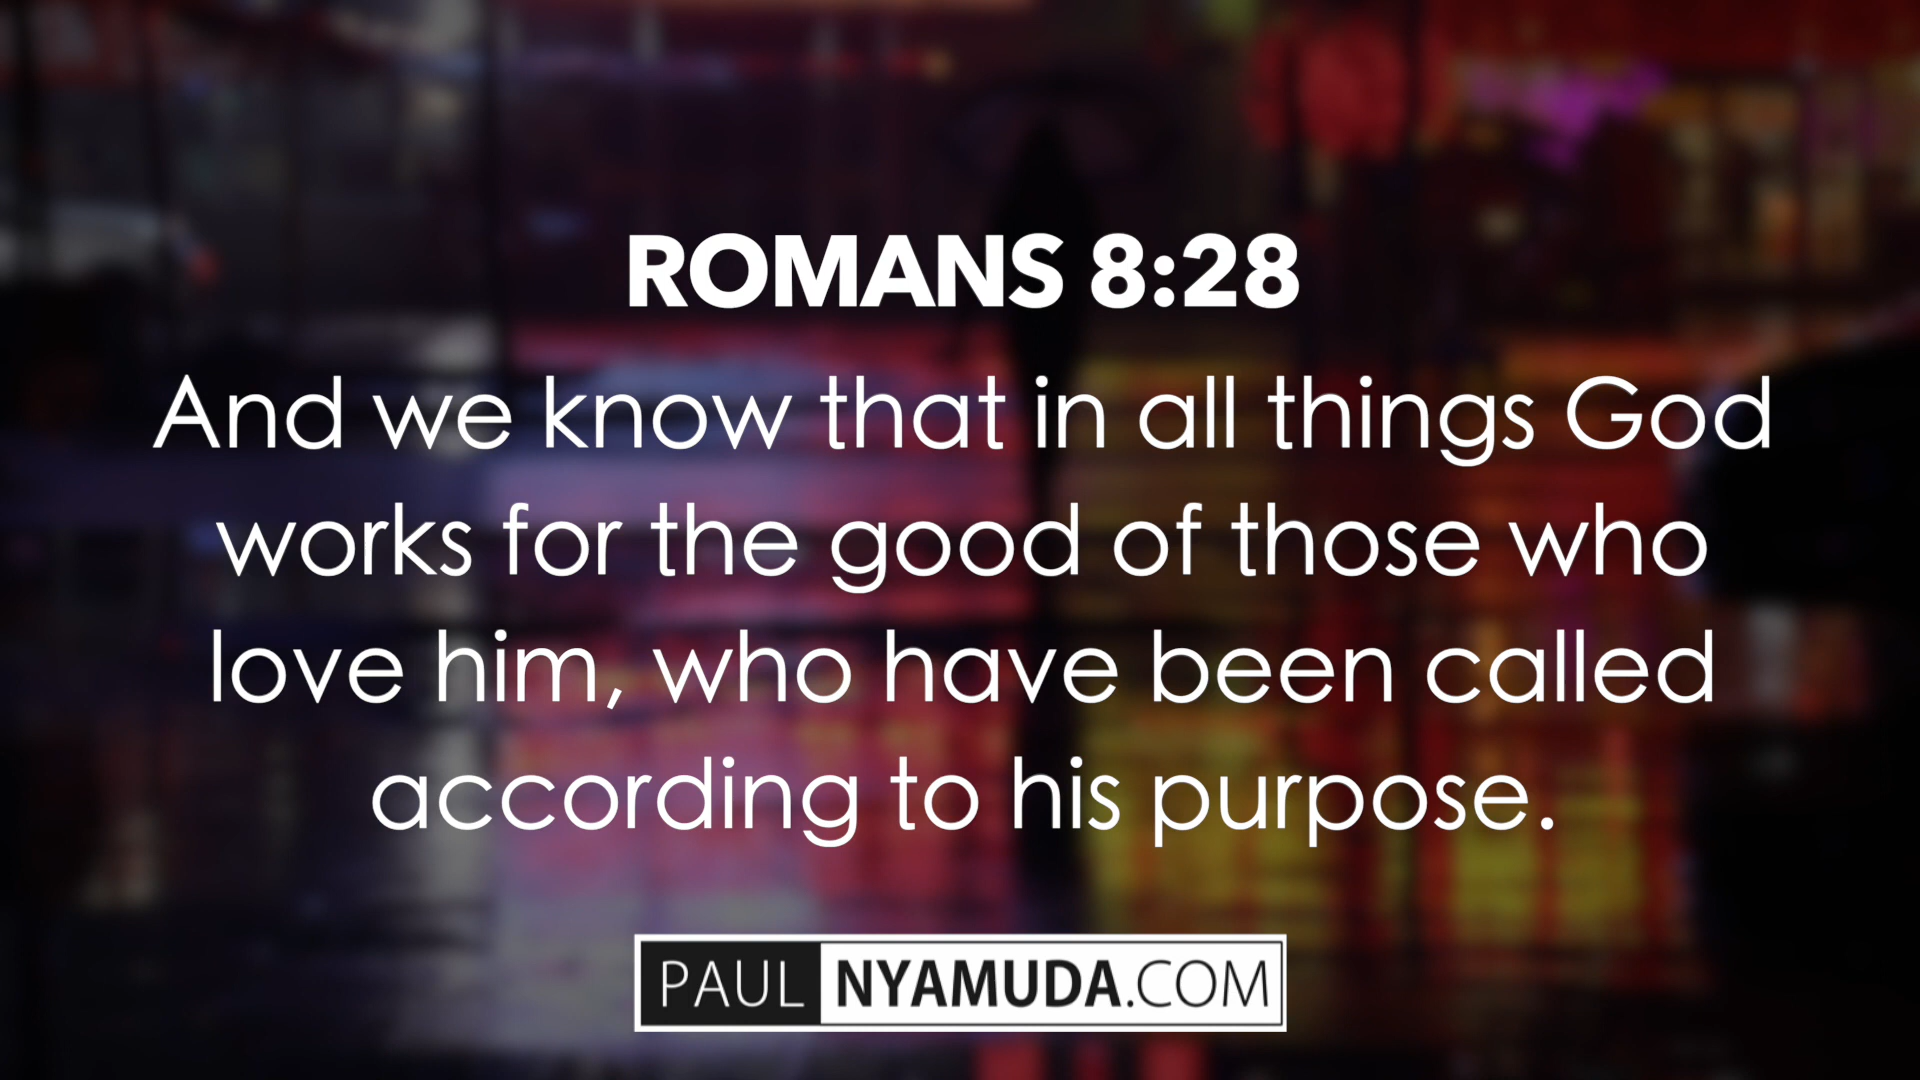 ROMANS 8:28
And we know that in all things God
works for the good of those who
love him, who have been called
according to his purpose.
PAUL NYAMUDA.COM